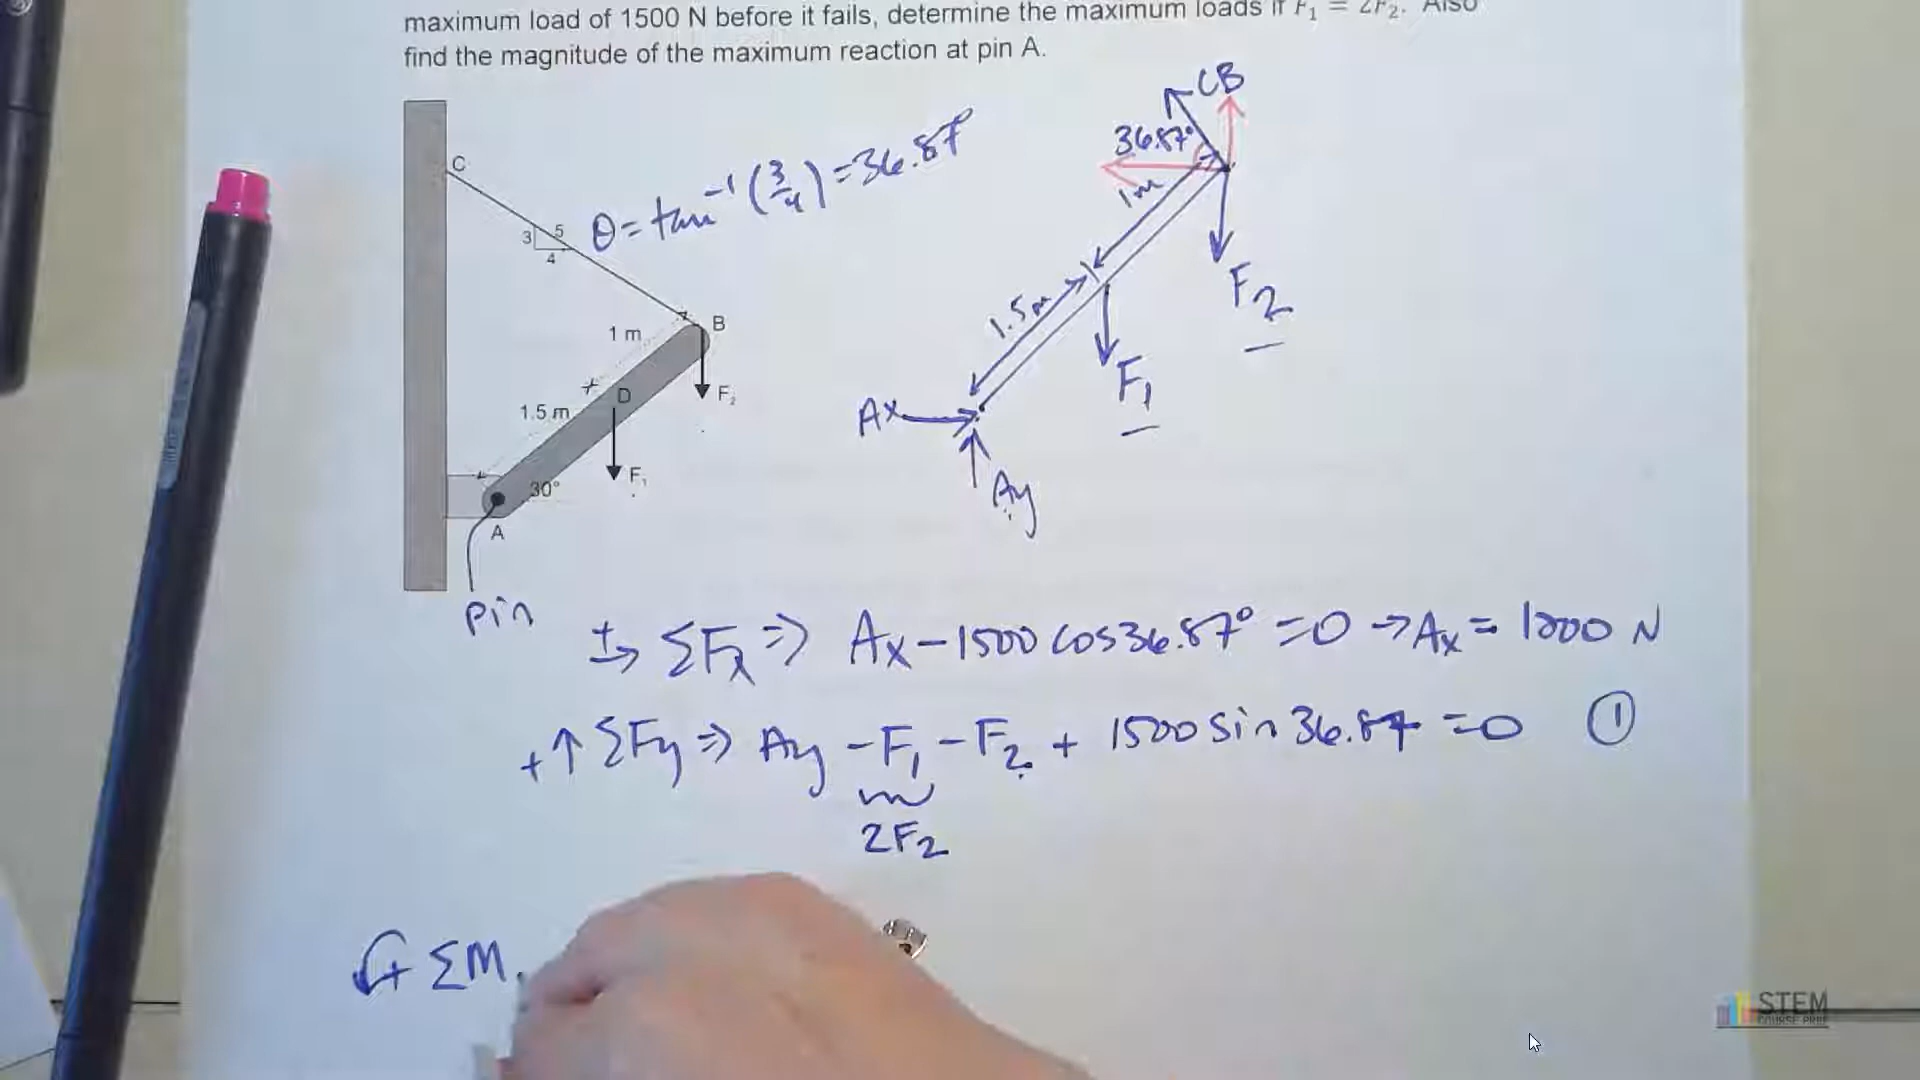 maximum load of 1500 N before it fails, determine the maximum loads if F₁ = 2F₂. Also
find the magnitude of the maximum reaction at pin A.
C
3
5
4
θ = tan⁻¹ (3/4) = 36.87
1 m
B
D
1.5 m
F₂
F₁
30°
A
pin
CB
36.87°
1m
1.5m
F₂
F₁
Ax
Ay
+→ ΣFx ⇒ Ax - 1500 cos 36.87° = 0 → Ax = 1200 N
+↑ ΣFy ⇒ Ay - F₁ - F₂ + 1500 sin 36.87 = 0 ①
2F₂
+ ΣM
STEM
COURSE PREP